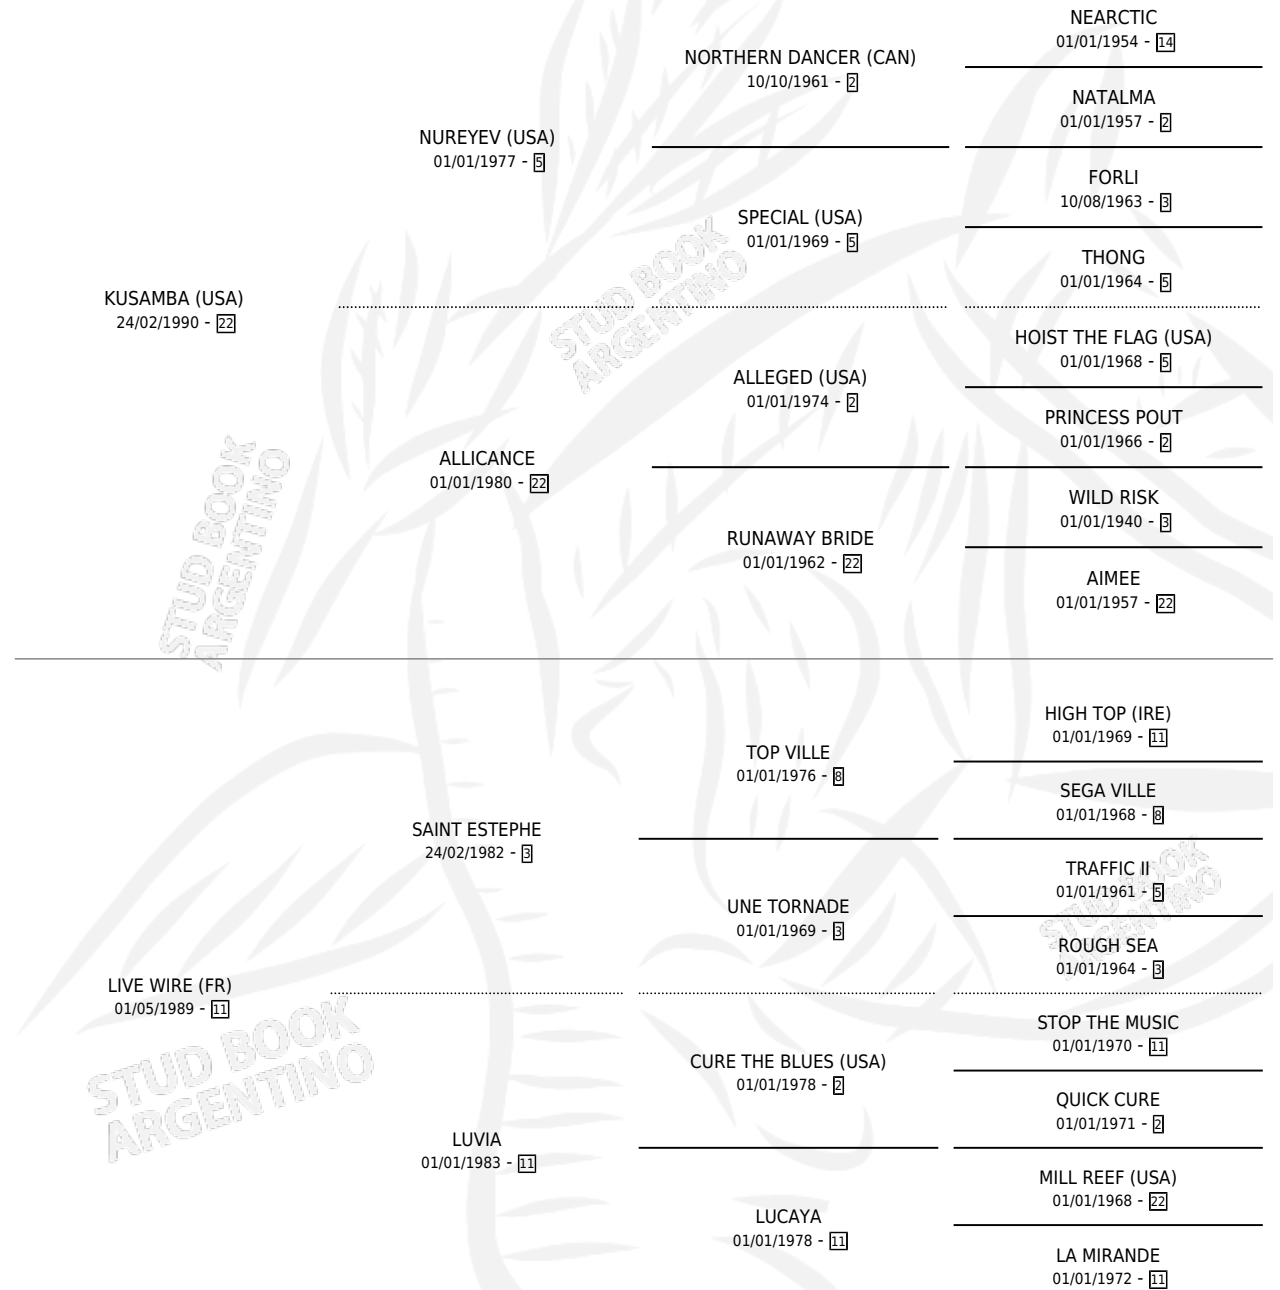 NEARCTIC
01/01/1954 - 14
NORTHERN DANCER (CAN)
10/10/1961 - 2
NATALMA
01/01/1957 - 2
NUREYEV (USA)
01/01/1977 - 5
FORLI
10/08/1963 - 3
SPECIAL (USA)
01/01/1969 - 5
THONG
01/01/1964 - 5
KUSAMBA (USA)
24/02/1990 - 22
STUD BOOK
ARGENTINO
HOIST THE FLAG (USA)
01/01/1968 - 5
ALLEGED (USA)
01/01/1974 - 2
PRINCESS POUT
01/01/1966 - 2
ALLICANCE
01/01/1980 - 22
WILD RISK
01/01/1940 - 3
RUNAWAY BRIDE
01/01/1962 - 22
AIMEE
01/01/1957 - 22
STUD BOOK
ARGENTINO
HIGH TOP (IRE)
01/01/1969 - 11
TOP VILLE
01/01/1976 - 8
SEGA VILLE
01/01/1968 - 8
SAINT ESTEPHE
24/02/1982 - 3
TRAFFIC II
01/01/1961 - 5
UNE TORNADE
01/01/1969 - 3
STUD BOOK
ARGENTINO
ROUGH SEA
01/01/1964 - 3
LIVE WIRE (FR)
01/05/1989 - 11
STOP THE MUSIC
01/01/1970 - 11
CURE THE BLUES (USA)
01/01/1978 - 2
STUD BOOK
ARGENTINO
QUICK CURE
01/01/1971 - 2
LUVIA
01/01/1983 - 11
MILL REEF (USA)
01/01/1968 - 22
LUCAYA
01/01/1978 - 11
LA MIRANDE
01/01/1972 - 11